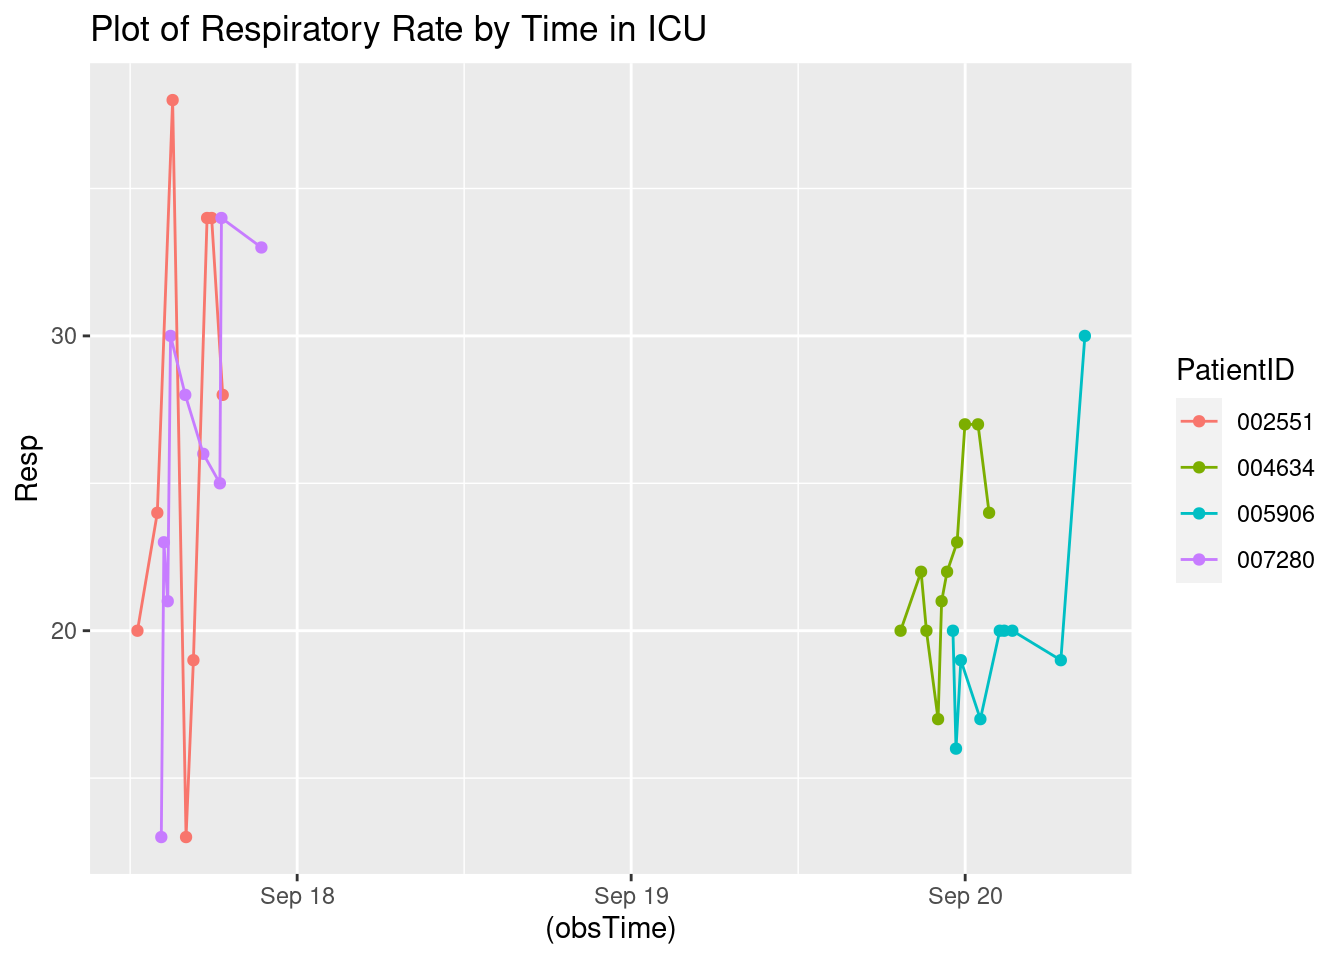 Plot of Respiratory Rate by Time in ICU
Resp
30
20
Sep 18
Sep 19
Sep 20
(obsTime)
PatientID
002551
004634
005906
007280